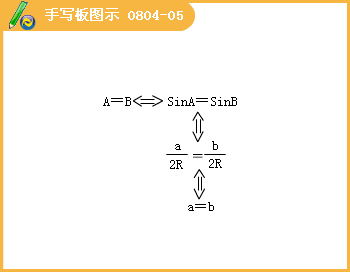 手写板图示 0804-05
A=B⇔SinA=SinB
⇕
a/2R = b/2R
⇕
a=b